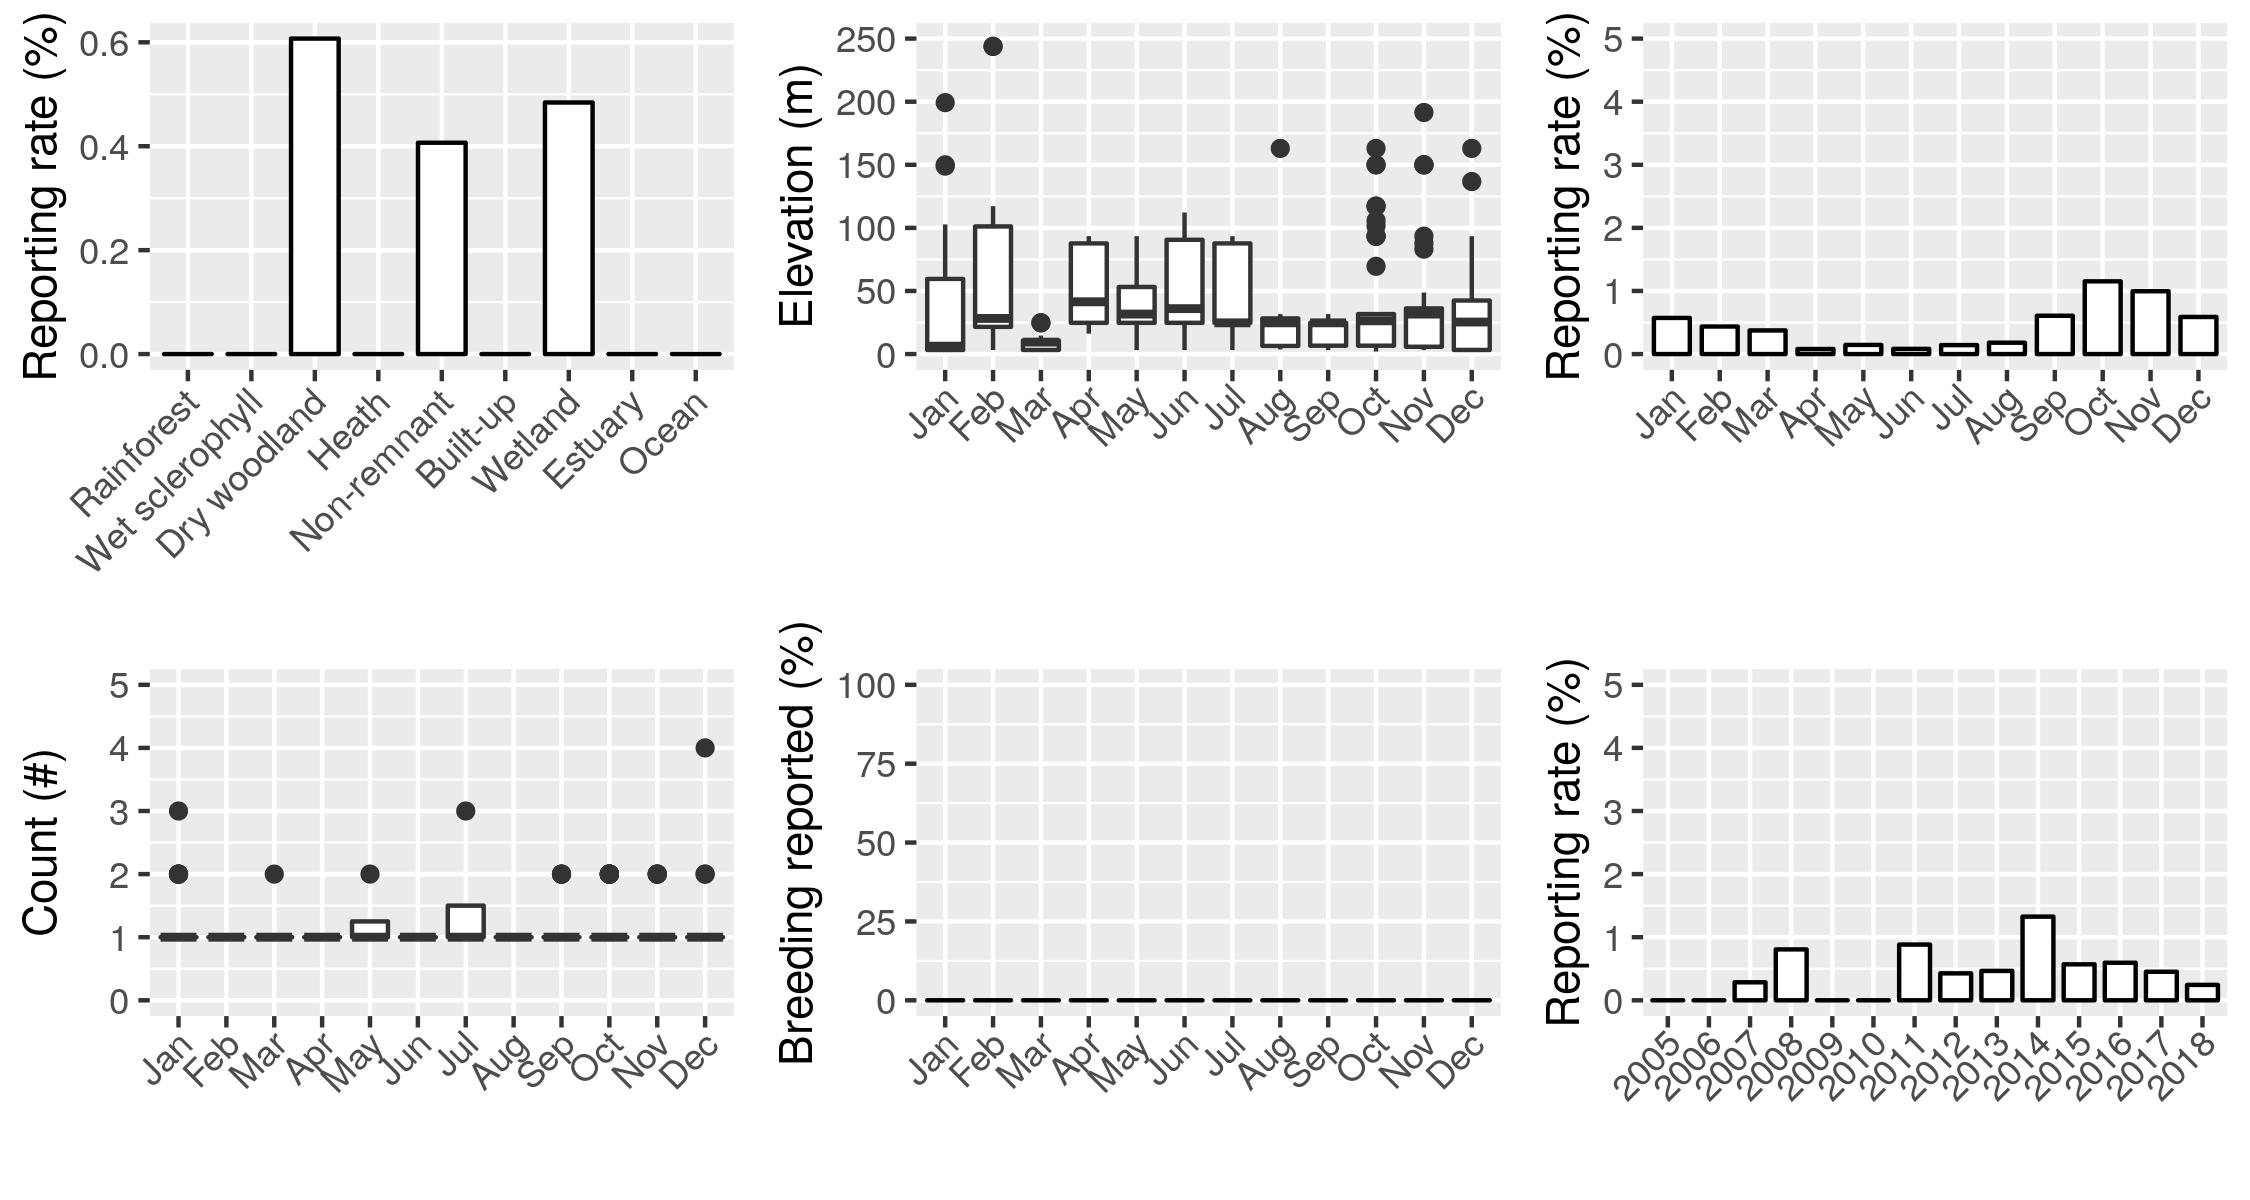 Reporting rate (%)
0.6
0.4
0.2
0.0
Rainforest
Wet sclerophyll
Dry woodland
Heath
Non-remnant
Built-up
Wetland
Estuary
Ocean
Elevation (m)
250
200
150
100
50
0
Jan
Feb
Mar
Apr
May
Jun
Jul
Aug
Sep
Oct
Nov
Dec
Reporting rate (%)
5
4
3
2
1
0
Jan
Feb
Mar
Apr
May
Jun
Jul
Aug
Sep
Oct
Nov
Dec
Count (#)
5
4
3
2
1
0
Jan
Feb
Mar
Apr
May
Jun
Jul
Aug
Sep
Oct
Nov
Dec
Breeding reported (%)
100
75
50
25
0
Jan
Feb
Mar
Apr
May
Jun
Jul
Aug
Sep
Oct
Nov
Dec
Reporting rate (%)
5
4
3
2
1
0
2005
2006
2007
2008
2009
2010
2011
2012
2013
2014
2015
2016
2017
2018